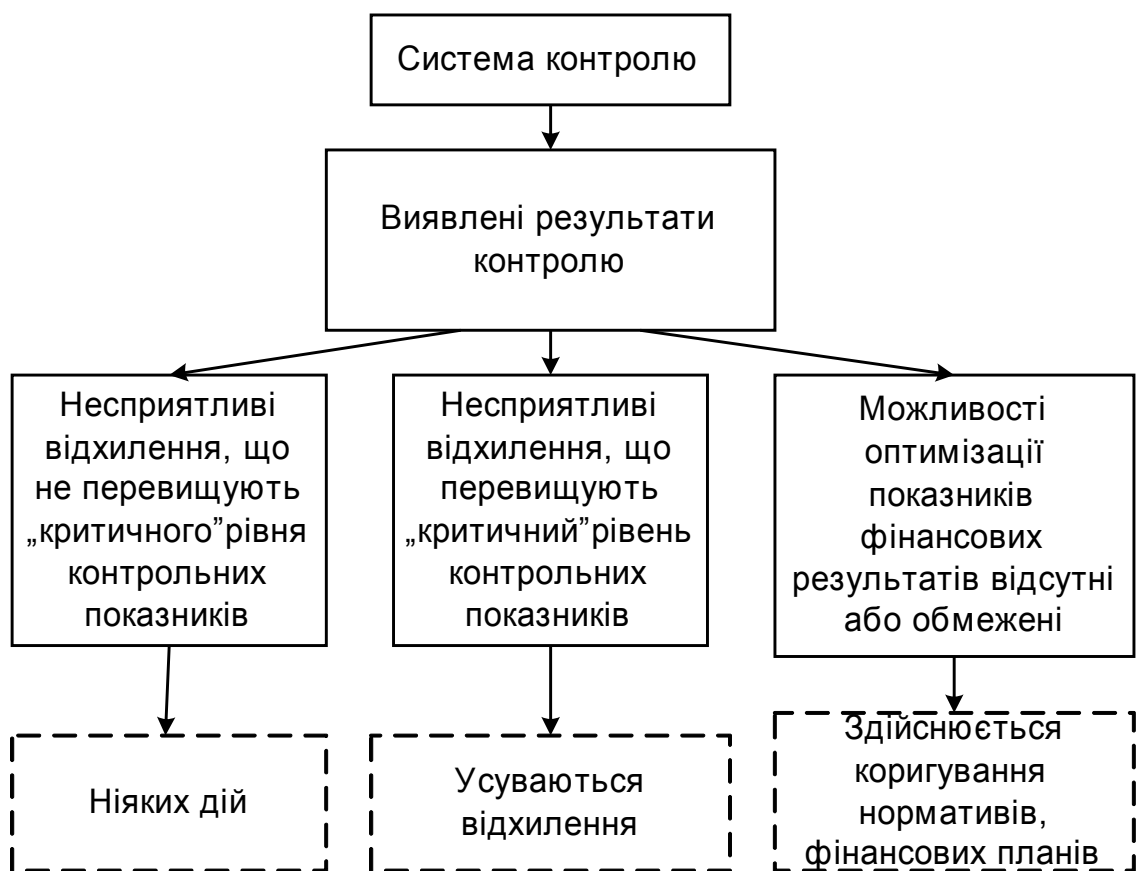 Система контролю
Виявлені результати
контролю
Несприятливі
відхилення, що
не перевищують
„критичного”рівня
контрольних
показників
Несприятливі
відхилення, що
перевищують
„критичний”рівень
контрольних
показників
Можливості
оптимізації
показників
фінансових
результатів відсутні
або обмежені
Ніяких дій
Усуваються
відхилення
Здійснюється
коригування
нормативів,
фінансових планів